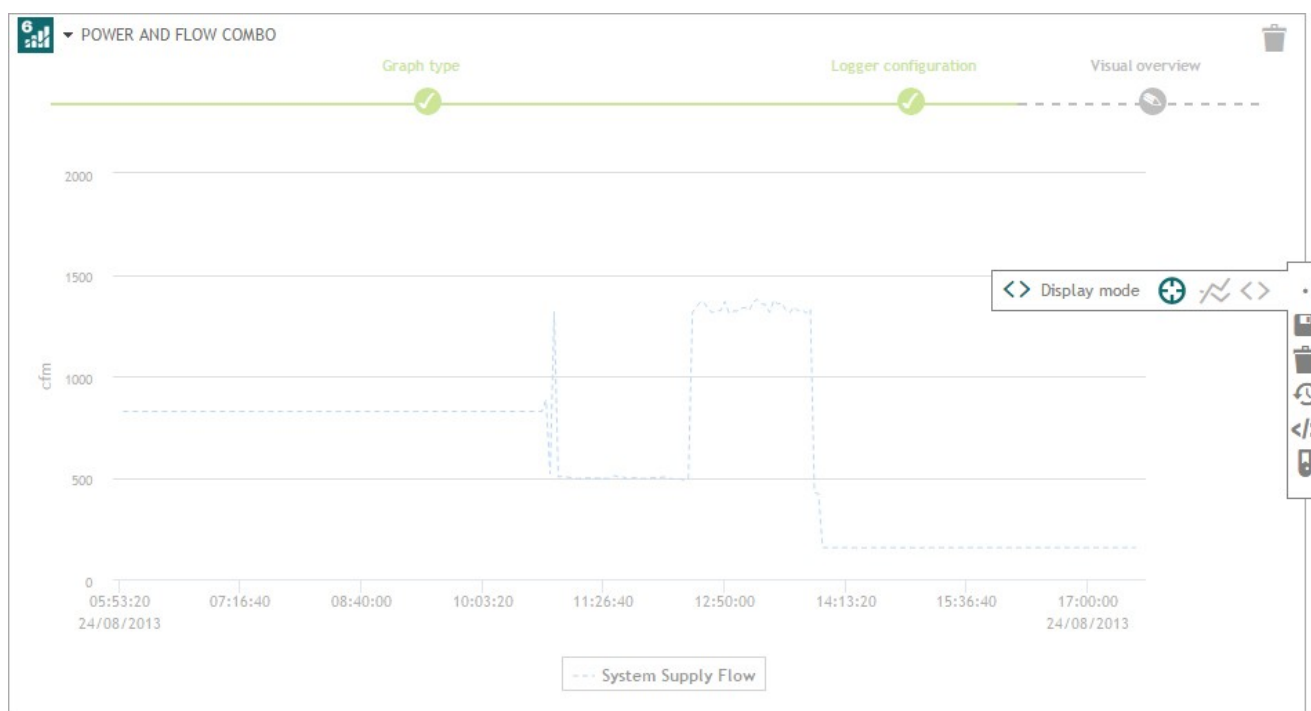 6
POWER AND FLOW COMBO
Graph type
Logger configuration
Visual overview
2000
1500
Display mode
cfm
1000
500
0
05:53:20 07:16:40 08:40:00 10:03:20 11:26:40 12:50:00 14:13:20 15:36:40 17:00:00
24/08/2013 24/08/2013
System Supply Flow